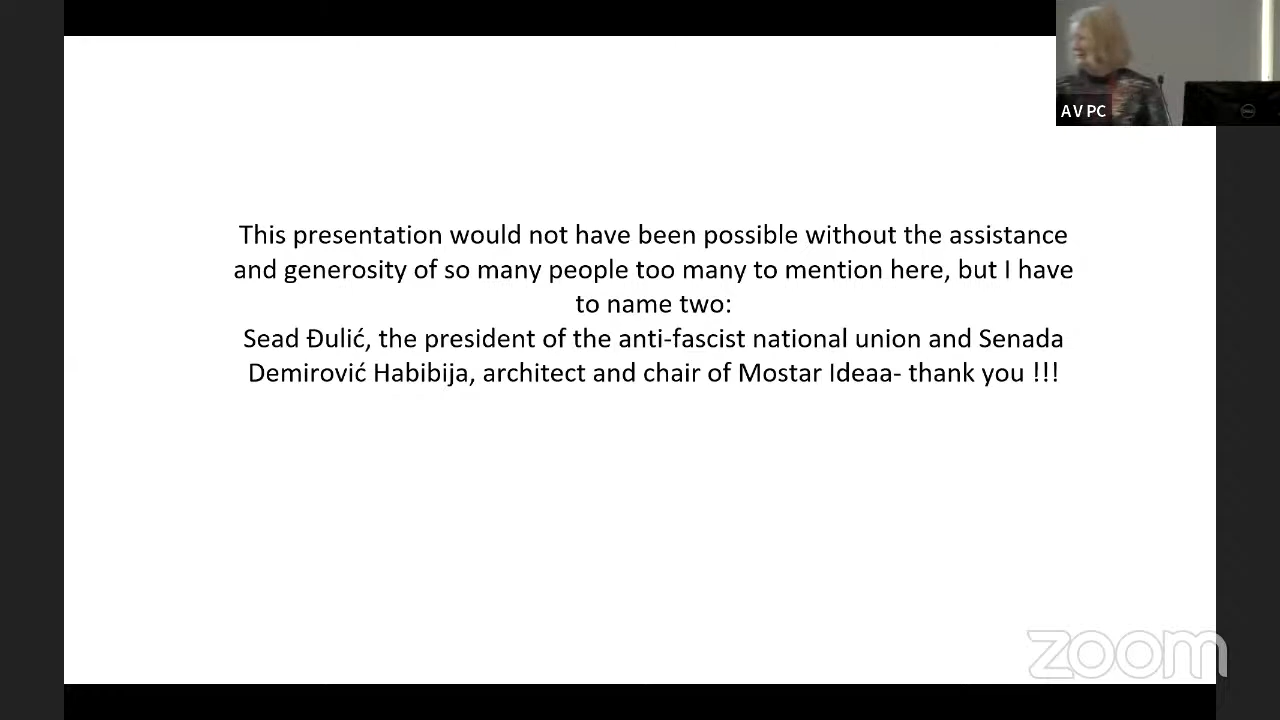 A V PC
This presentation would not have been possible without the assistance
and generosity of so many people too many to mention here, but I have
to name two:
Sead Đulić, the president of the anti-fascist national union and Senada
Demirović Habibija, architect and chair of Mostar Ideaa- thank you !!!
zoom